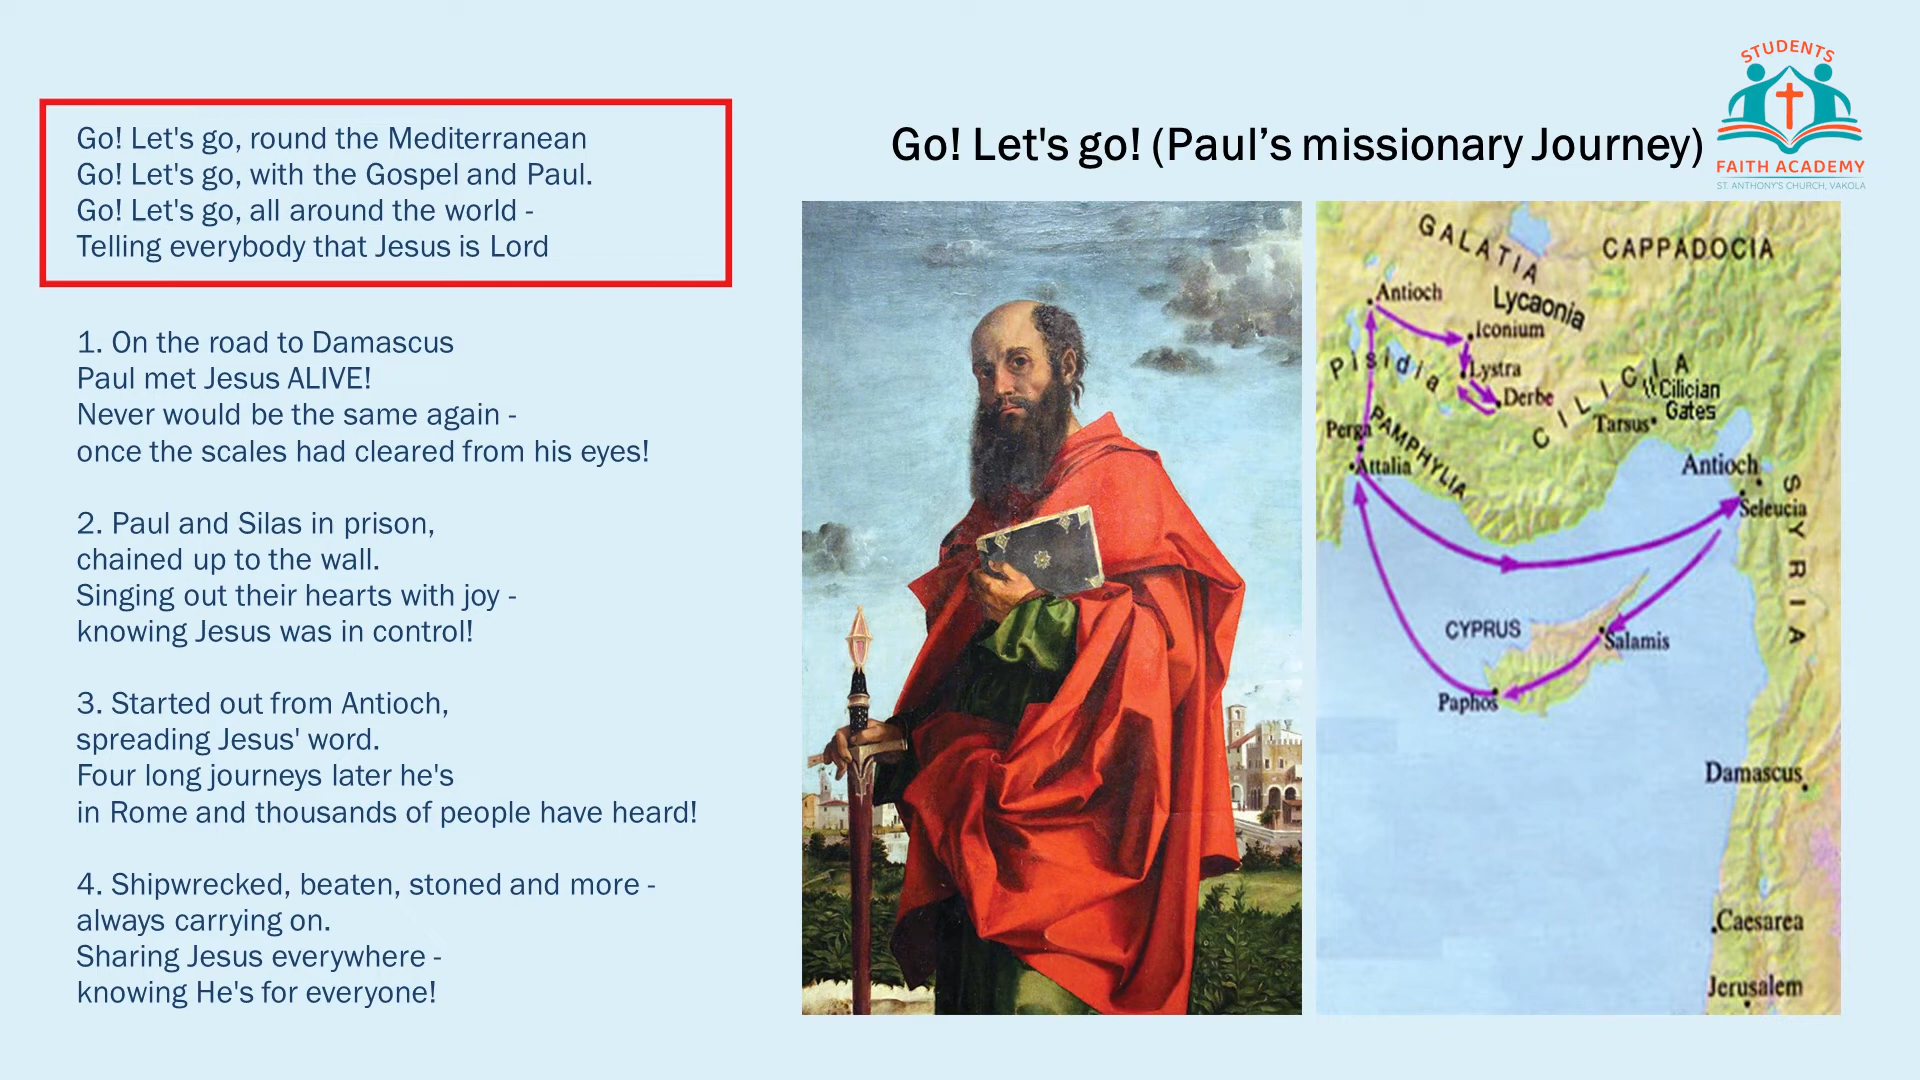 Go! Let's go, round the Mediterranean
Go! Let's go, with the Gospel and Paul.
Go! Let's go, all around the world -
Telling everybody that Jesus is Lord
1. On the road to Damascus
Paul met Jesus ALIVE!
Never would be the same again -
once the scales had cleared from his eyes!
2. Paul and Silas in prison,
chained up to the wall.
Singing out their hearts with joy -
knowing Jesus was in control!
3. Started out from Antioch,
spreading Jesus' word.
Four long journeys later he's
in Rome and thousands of people have heard!
4. Shipwrecked, beaten, stoned and more -
always carrying on.
Sharing Jesus everywhere -
knowing He's for everyone!
Go! Let's go! (Paul’s missionary Journey)
STUDENTS
FAITH ACADEMY
ST. ANTHONY'S CHURCH, VAKOLA
GALATIA
CAPPADOCIA
Antioch
Lycaonia
Iconium
Pisidia
Lystra
Derbe
CILICIA
Cilician
Gates
Tarsus
Perga
PAMPHYLIA
Attalia
Antioch
Seleucia
SYRIA
CYPRUS
Salamis
Paphos
Damascus
Caesarea
Jerusalem